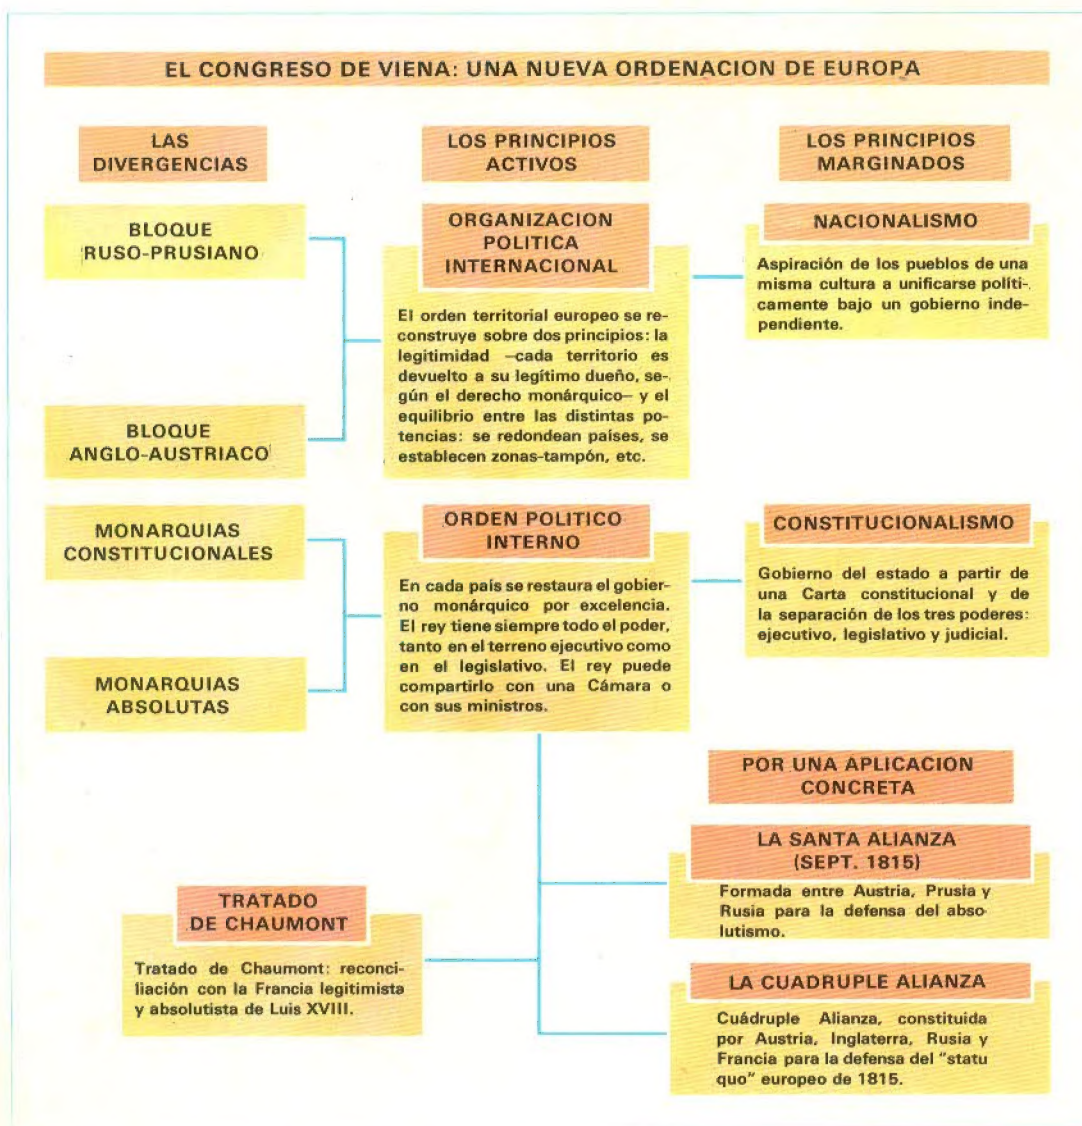 EL CONGRESO DE VIENA: UNA NUEVA ORDENACION DE EUROPA
LAS
DIVERGENCIAS
LOS PRINCIPIOS
ACTIVOS
LOS PRINCIPIOS
MARGINADOS
BLOQUE
RUSO-PRUSIANO
BLOQUE
ANGLO-AUSTRIACO
ORGANIZACION
POLITICA
INTERNACIONAL
El orden territorial europeo se re-
construye sobre dos principios: la
legitimidad —cada territorio es
devuelto a su legítimo dueño, se-
gún el derecho monárquico— y el
equilibrio entre las distintas po-
tencias: se redondean países, se
establecen zonas-tampón, etc.
NACIONALISMO
Aspiración de los pueblos de una
misma cultura a unificarse políti-
camente bajo un gobierno inde-
pendiente.
MONARQUIAS
CONSTITUCIONALES
MONARQUIAS
ABSOLUTAS
ORDEN POLITICO
INTERNO
En cada país se restaura el gobier-
no monárquico por excelencia.
El rey tiene siempre todo el poder,
tanto en el terreno ejecutivo como
en el legislativo. El rey puede
compartirlo con una Cámara o
con sus ministros.
CONSTITUCIONALISMO
Gobierno del estado a partir de
una Carta constitucional y de
la separación de los tres poderes:
ejecutivo, legislativo y judicial.
POR UNA APLICACION
CONCRETA
LA SANTA ALIANZA
(SEPT. 1815)
Formada entre Austria, Prusia y
Rusia para la defensa del abso-
lutismo.
TRATADO
DE CHAUMONT
Tratado de Chaumont: reconci-
liación con la Francia legitimista
y absolutista de Luis XVIII.
LA CUADRUPLE ALIANZA
Cuádruple Alianza, constituida
por Austria, Inglaterra, Rusia y
Francia para la defensa del "statu
quo" europeo de 1815.